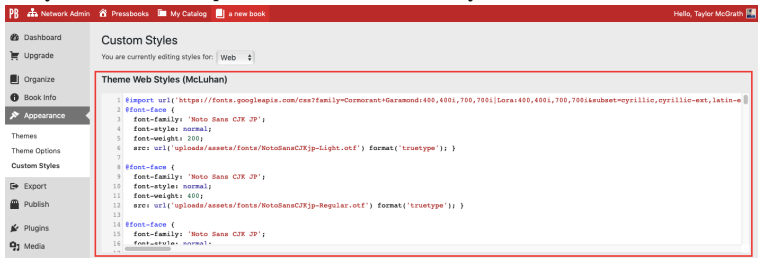 PB Network Admin Pressbooks My Catalog a new book Hello, Taylor McGrath
Dashboard
Upgrade
Organize
Book Info
Appearance
Themes
Theme Options
Custom Styles
Export
Publish
Plugins
Media
Custom Styles
You are currently editing styles for: Web
Theme Web Styles (McLuhan)
1 @import url('https://fonts.googleapis.com/css?family=Cormorant+Garamond:400,400i,700,700i|Lora:400,400i,700,700i&subset=cyrillic,cyrillic-ext,latin-e
2 @font-face {
3 font-family: 'Noto Sans CJK JP';
4 font-style: normal;
5 font-weight: 200;
6 src: url('uploads/assets/fonts/NotoSansCJKjp-Light.otf') format('truetype'); }
7
8 @font-face {
9 font-family: 'Noto Sans CJK JP';
10 font-style: normal;
11 font-weight: 400;
12 src: url('uploads/assets/fonts/NotoSansCJKjp-Regular.otf') format('truetype'); }
13
14 @font-face {
15 font-family: 'Noto Sans CJK JP';
16 font-style: normal;